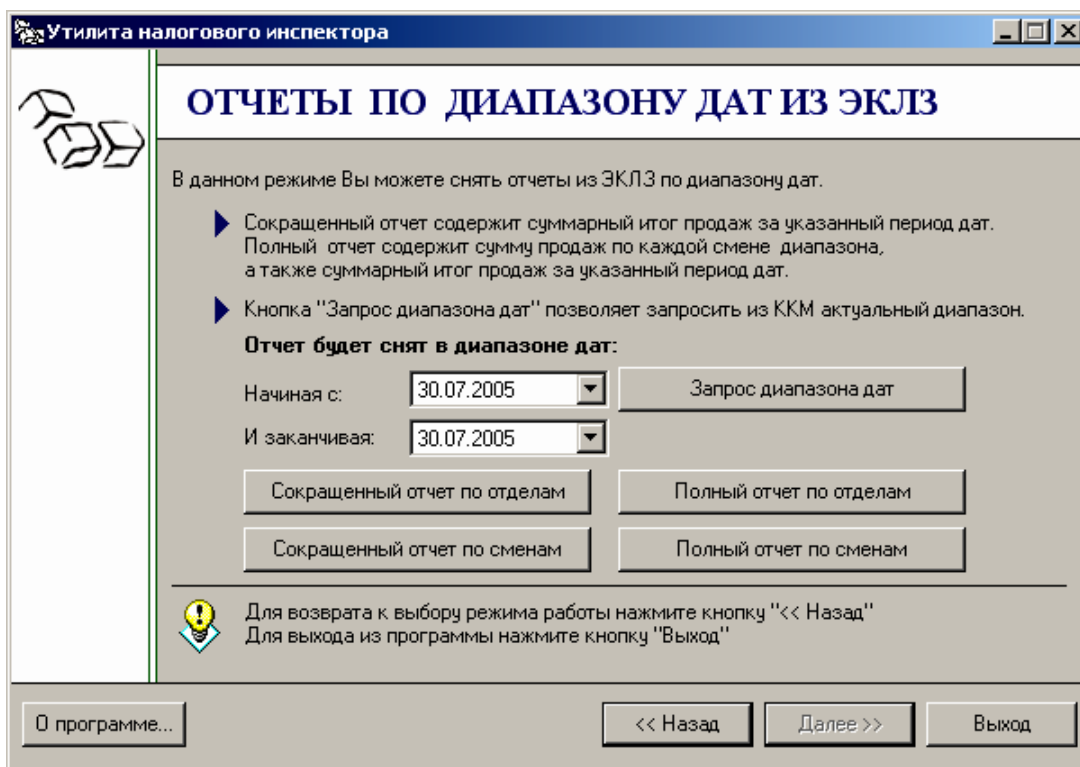 Утилита налогового инспектора
ОТЧЕТЫ ПО ДИАПАЗОНУ ДАТ ИЗ ЭКЛЗ
В данном режиме Вы можете снять отчеты из ЭКЛЗ по диапазону дат.
Сокращенный отчет содержит суммарный итог продаж за указанный период дат.
Полный отчет содержит сумму продаж по каждой смене диапазона,
а также суммарный итог продаж за указанный период дат.
Кнопка "Запрос диапазона дат" позволяет запросить из ККМ актуальный диапазон.
Отчет будет снят в диапазоне дат:
Начиная с: 30.07.2005 Запрос диапазона дат
И заканчивая: 30.07.2005
Сокращенный отчет по отделам Полный отчет по отделам
Сокращенный отчет по сменам Полный отчет по сменам
Для возврата к выбору режима работы нажмите кнопку "<< Назад"
Для выхода из программы нажмите кнопку "Выход"
О программе... << Назад Далее >> Выход